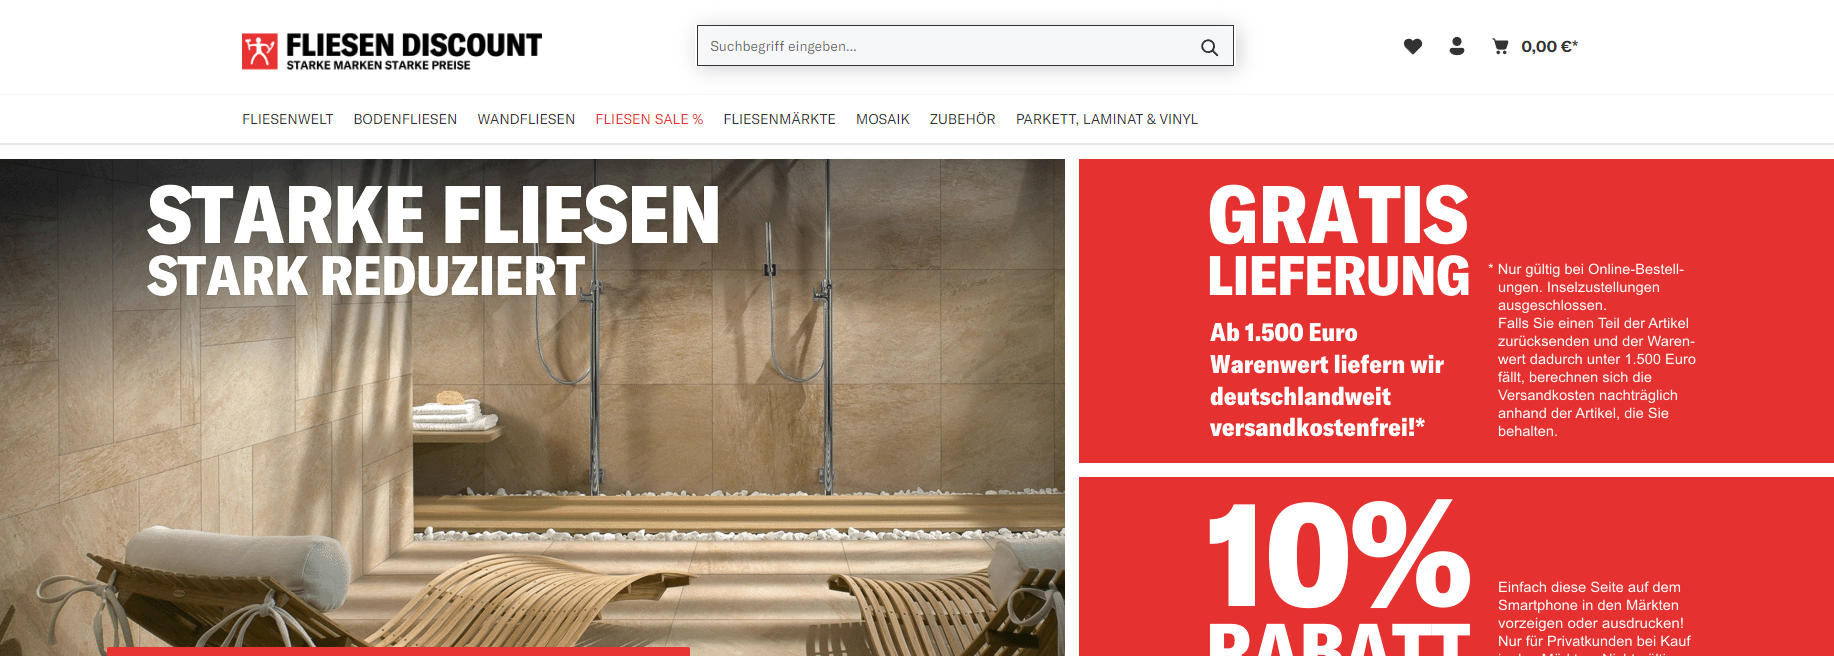 FLIESEN DISCOUNT
STARKE MARKEN STARKE PREISE
Suchbegriff eingeben...
0,00 €*
FLIESENWELT BODENFLIESEN WANDFLIESEN FLIESEN SALE % FLIESENMÄRKTE MOSAIK ZUBEHÖR PARKETT, LAMINAT & VINYL
STARKE FLIESEN
STARK REDUZIERT
GRATIS
LIEFERUNG
Ab 1.500 Euro
Warenwert liefern wir
deutschlandweit
versandkostenfrei!*
* Nur gültig bei Online-Bestell-
ungen. Inselzustellungen
ausgeschlossen.
Falls Sie einen Teil der Artikel
zurücksenden und der Waren-
wert dadurch unter 1.500 Euro
fällt, berechnen sich die
Versandkosten nachträglich
anhand der Artikel, die Sie
behalten.
10%
RABATT
Einfach diese Seite auf dem
Smartphone in den Märkten
vorzeigen oder ausdrucken!
Nur für Privatkunden bei Kauf